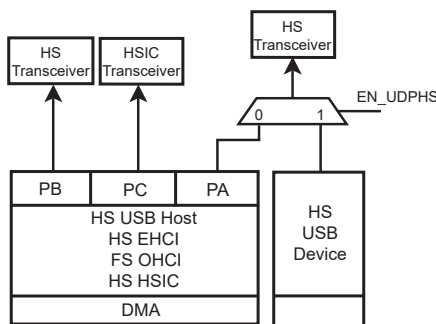 HS
Transceiver
HSIC
Transceiver
HS
Transceiver
EN_UDPHS
0
1
PB
PC
PA
HS USB Host
HS EHCI
FS OHCI
HS HSIC
DMA
HS
USB
Device